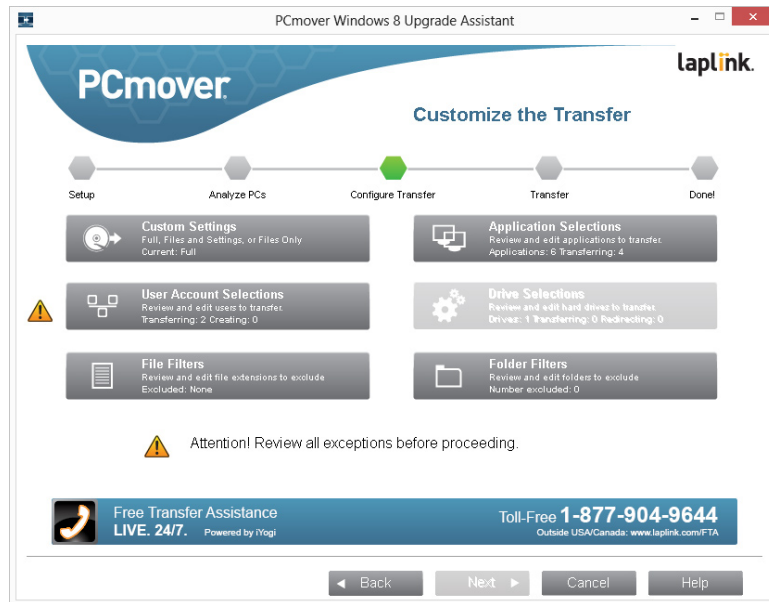 PCmover Windows 8 Upgrade Assistant
PCmover
laplink.
Customize the Transfer
Setup
Analyze PCs
Configure Transfer
Transfer
Done!
Custom Settings
Full, Files and Settings, or Files Only
Current: Full
Application Selections
Review and edit applications to transfer.
Applications: 6 Transferring: 4
User Account Selections
Review and edit users to transfer.
Transferring: 2 Creating: 0
Drive Selections
Review and edit hard drives to transfer.
Drives: 1 Transferring: 0 Redirecting: 0
File Filters
Review and edit file extensions to exclude
Excluded: None
Folder Filters
Review and edit folders to exclude
Number excluded: 0
Attention! Review all exceptions before proceeding.
Free Transfer Assistance
LIVE. 24/7. Powered by iYogi
Toll-Free 1-877-904-9644
Outside USA/Canada: www.laplink.com/FTA
Back
Next
Cancel
Help